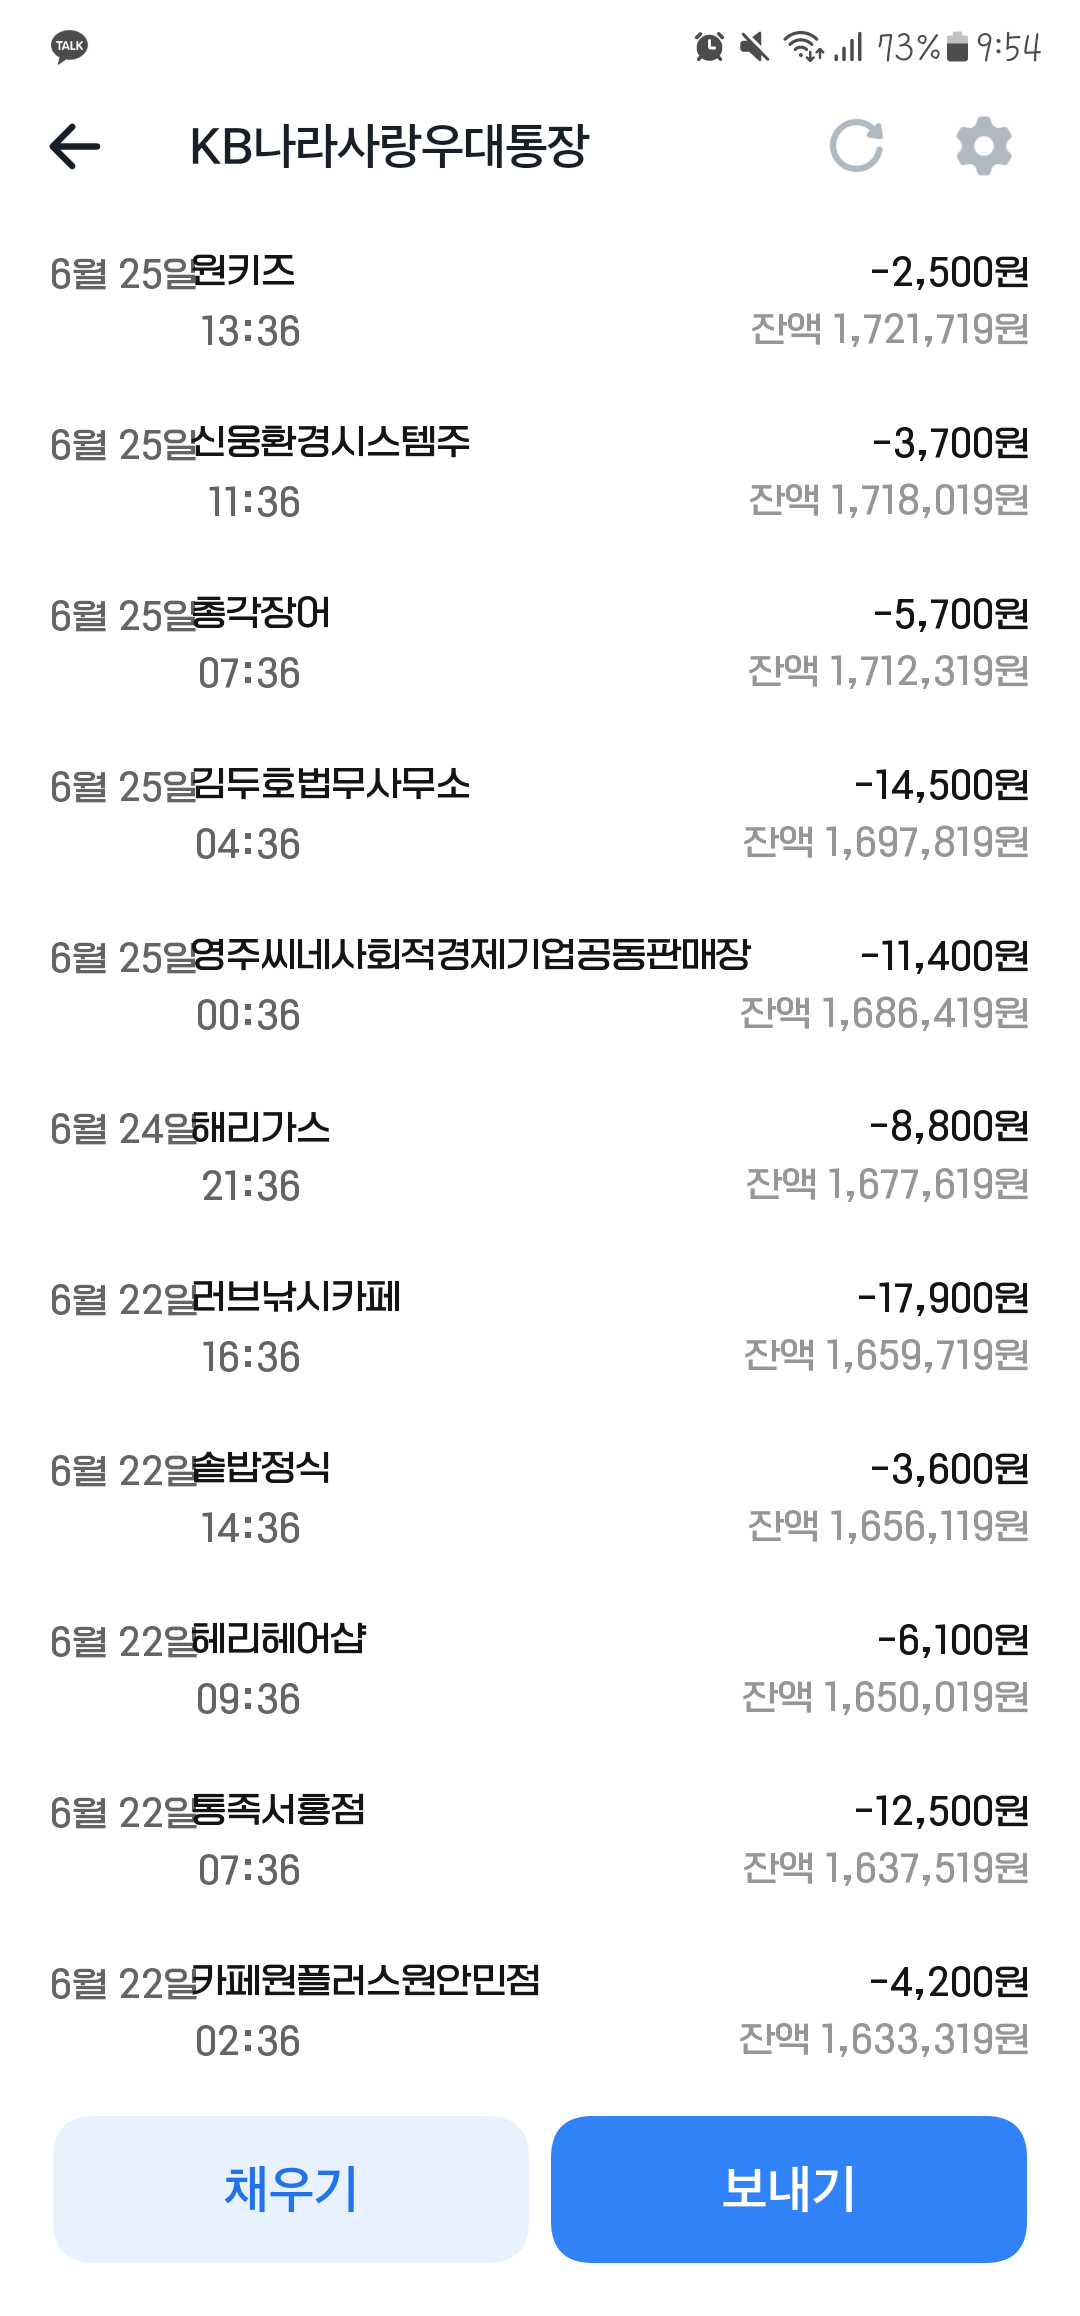 TALK 73% 9:54
KB나라사랑우대통장
6월 25일 원키즈 -2,500원
13:36 잔액 1,721,719원
6월 25일 신웅환경시스템주 -3,700원
11:36 잔액 1,718,019원
6월 25일 총각장어 -5,700원
07:36 잔액 1,712,319원
6월 25일 김두호법무사무소 -14,500원
04:36 잔액 1,697,819원
6월 25일 영주씨네사회적경제기업공동판매장 -11,400원
00:36 잔액 1,686,419원
6월 24일 해리가스 -8,800원
21:36 잔액 1,677,619원
6월 22일 러브낚시카페 -17,900원
16:36 잔액 1,659,719원
6월 22일 솥밥정식 -3,600원
14:36 잔액 1,656,119원
6월 22일 헤리헤어샵 -6,100원
09:36 잔액 1,650,019원
6월 22일 통족서홍점 -12,500원
07:36 잔액 1,637,519원
6월 22일 카페원플러스원안민점 -4,200원
02:36 잔액 1,633,319원
채우기 보내기